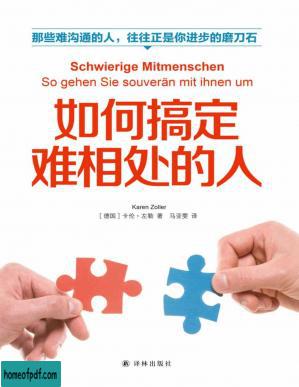 那些难沟通的人，往往正是你进步的磨刀石
Schwierige Mitmenschen
So gehen Sie souverän mit ihnen um
如何搞定
难相处的人
Karen Zoller
［德国］卡伦·左勒 著 马亚雯 译
译林出版社
homeofpdf.com